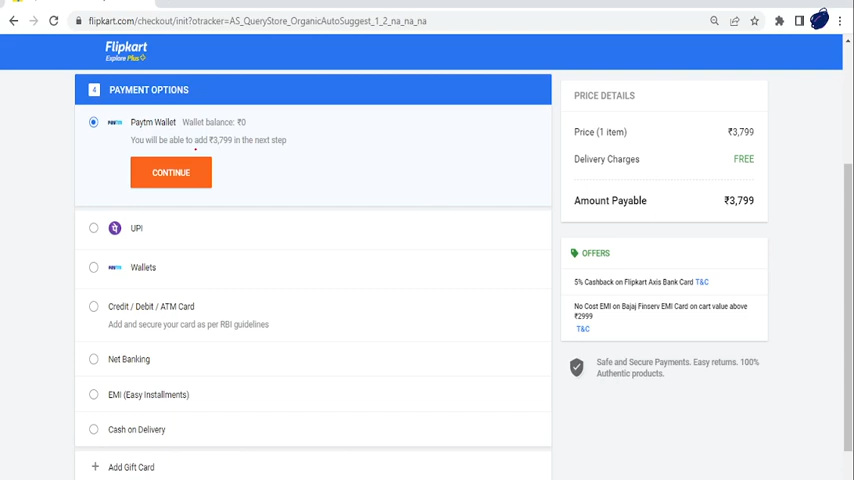 flipkart.com/checkout/init?otracker=AS_QueryStore_OrganicAutoSuggest_1_2_na_na_na
Flipkart
Explore Plus
4 PAYMENT OPTIONS
Paytm Wallet Wallet balance: ₹0
You will be able to add ₹3,799 in the next step
CONTINUE
UPI
Wallets
Credit / Debit / ATM Card
Add and secure your card as per RBI guidelines
Net Banking
EMI (Easy Installments)
Cash on Delivery
+ Add Gift Card
PRICE DETAILS
Price (1 item) ₹3,799
Delivery Charges FREE
Amount Payable ₹3,799
OFFERS
5% Cashback on Flipkart Axis Bank Card T&C
No Cost EMI on Bajaj Finserv EMI Card on cart value above
₹2999
T&C
Safe and Secure Payments. Easy returns. 100%
Authentic products.